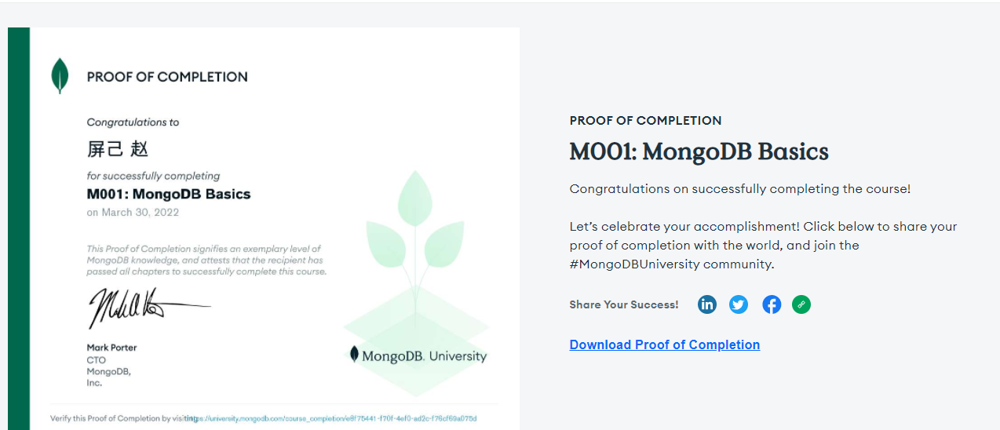 PROOF OF COMPLETION
Congratulations to
屏己 赵
for successfully completing
M001: MongoDB Basics
on March 30, 2022
This Proof of Completion signifies an exemplary level of
MongoDB knowledge, and attests that the recipient has
passed all chapters to successfully complete this course.
Mark Porter
CTO
MongoDB,
Inc.
MongoDB. University
Verify this Proof of Completion by visiting https://university.mongodb.com/course_completion/e8f75441-f70f-4ef0-ad2c-f76cf69a075d
PROOF OF COMPLETION
M001: MongoDB Basics
Congratulations on successfully completing the course!
Let’s celebrate your accomplishment! Click below to share your
proof of completion with the world, and join the
#MongoDBUniversity community.
Share Your Success!
in
Download Proof of Completion